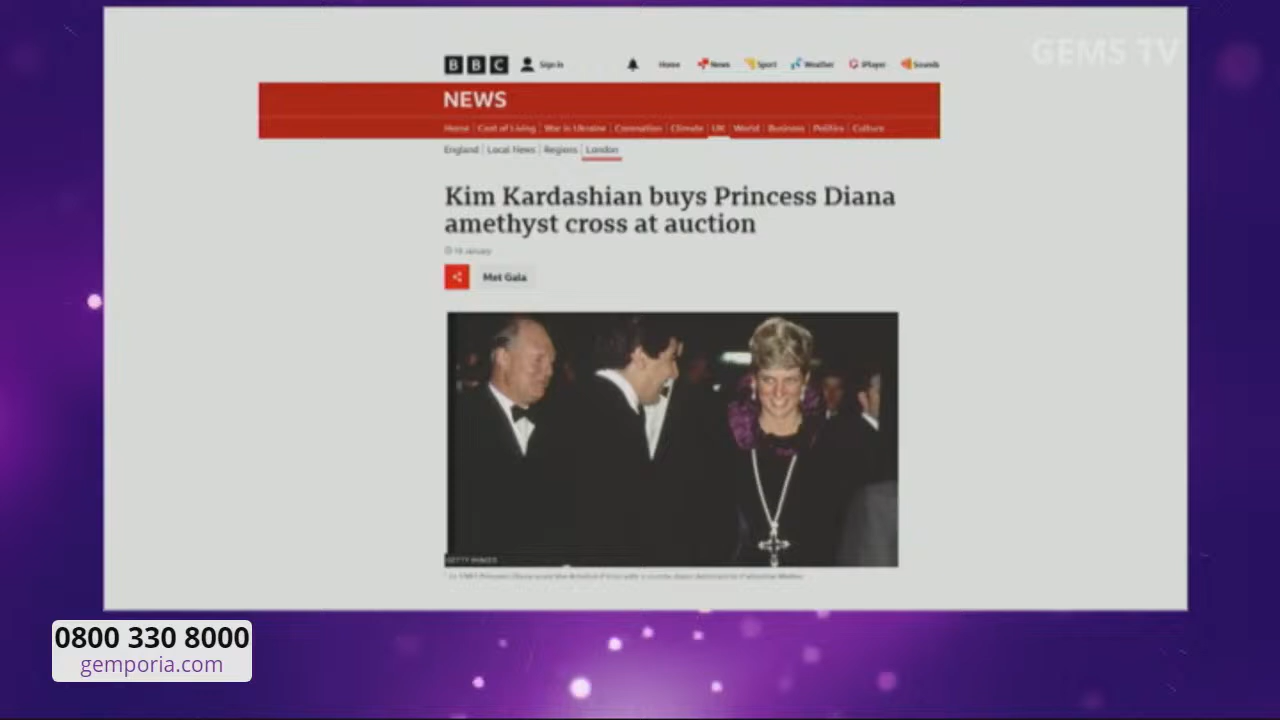 GEMS TV
BBC Sign in Home News Sport Weather iPlayer Sounds
NEWS
Home Cost of Living War in Ukraine Coronation Climate UK World Business Politics Culture
England Local News Regions London
Kim Kardashian buys Princess Diana
amethyst cross at auction
January
Met Gala
GETTY IMAGES
0800 330 8000
gemporia.com